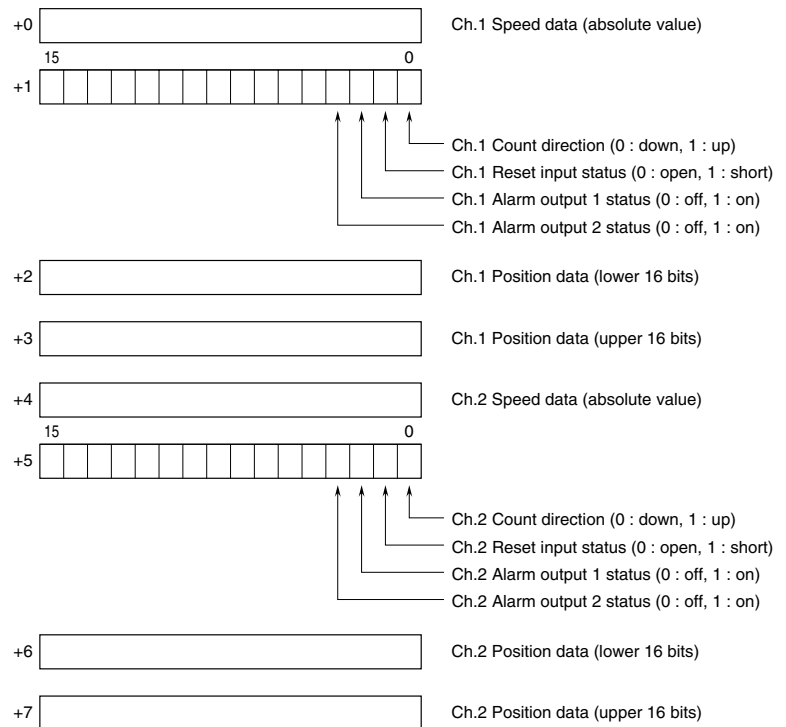 +0 Ch.1 Speed data (absolute value)
15 0
+1
Ch.1 Count direction (0 : down, 1 : up)
Ch.1 Reset input status (0 : open, 1 : short)
Ch.1 Alarm output 1 status (0 : off, 1 : on)
Ch.1 Alarm output 2 status (0 : off, 1 : on)
+2 Ch.1 Position data (lower 16 bits)
+3 Ch.1 Position data (upper 16 bits)
+4 Ch.2 Speed data (absolute value)
15 0
+5
Ch.2 Count direction (0 : down, 1 : up)
Ch.2 Reset input status (0 : open, 1 : short)
Ch.2 Alarm output 1 status (0 : off, 1 : on)
Ch.2 Alarm output 2 status (0 : off, 1 : on)
+6 Ch.2 Position data (lower 16 bits)
+7 Ch.2 Position data (upper 16 bits)